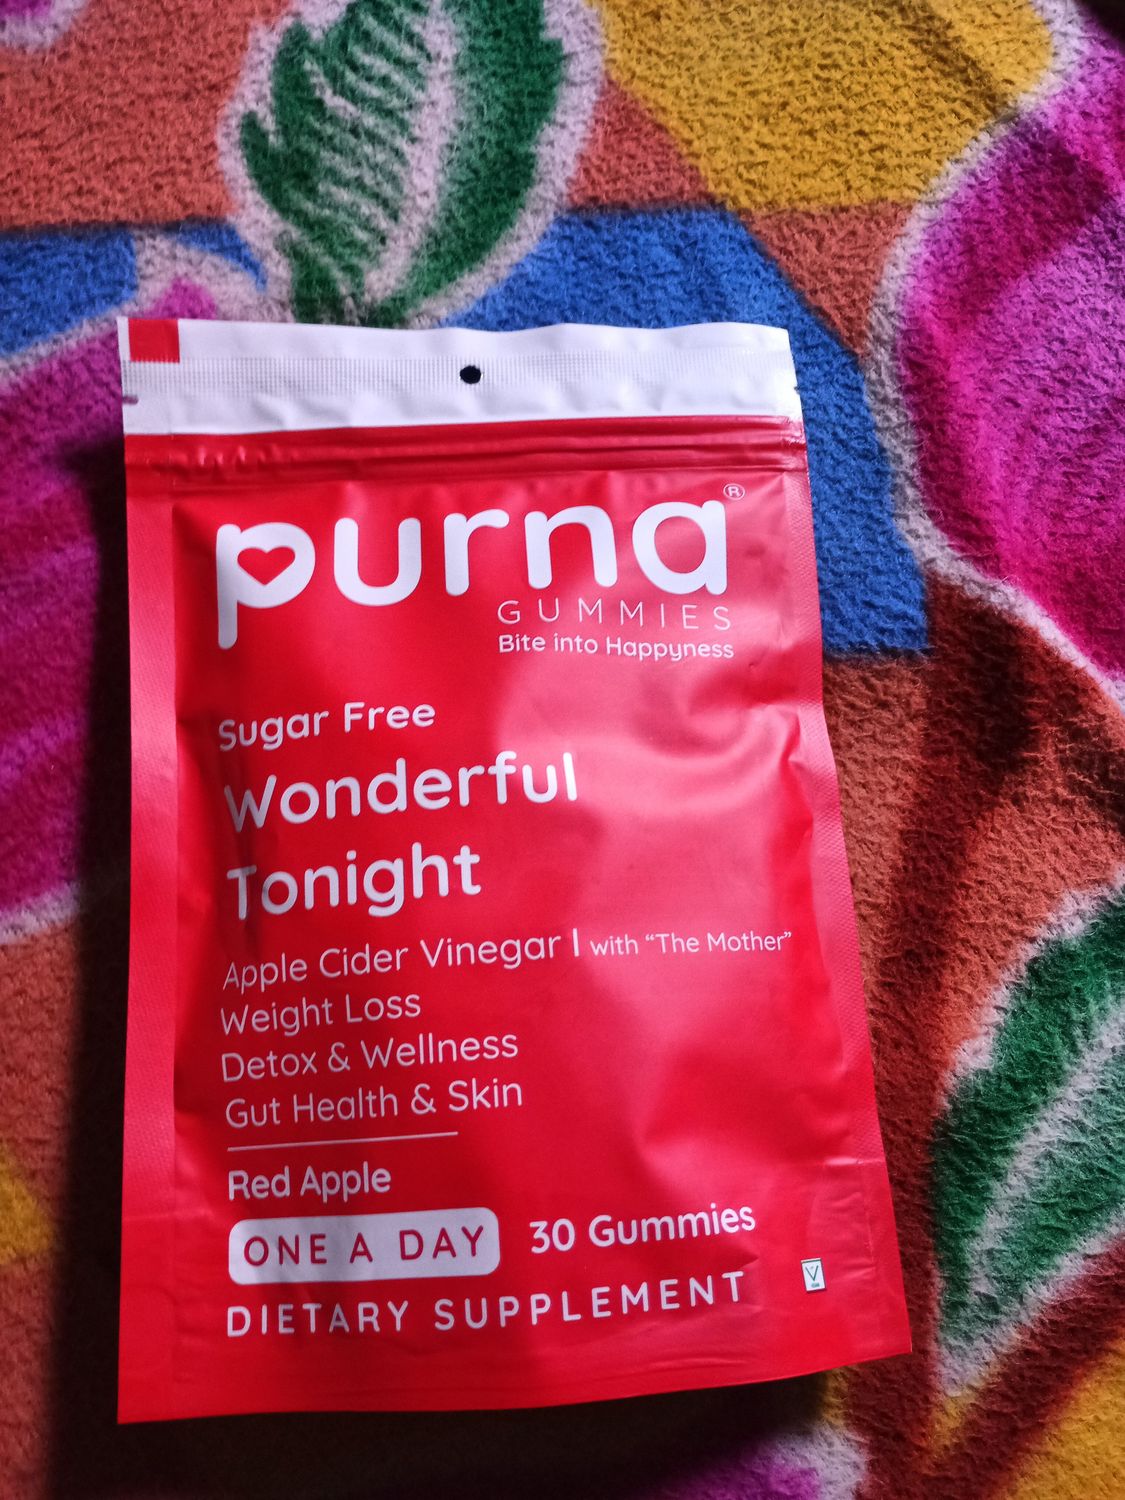 purna®
GUMMIES
Bite into Happyness
Sugar Free
Wonderful
Tonight
Apple Cider Vinegar | with “The Mother”
Weight Loss
Detox & Wellness
Gut Health & Skin
Red Apple
ONE A DAY 30 Gummies
DIETARY SUPPLEMENT
V